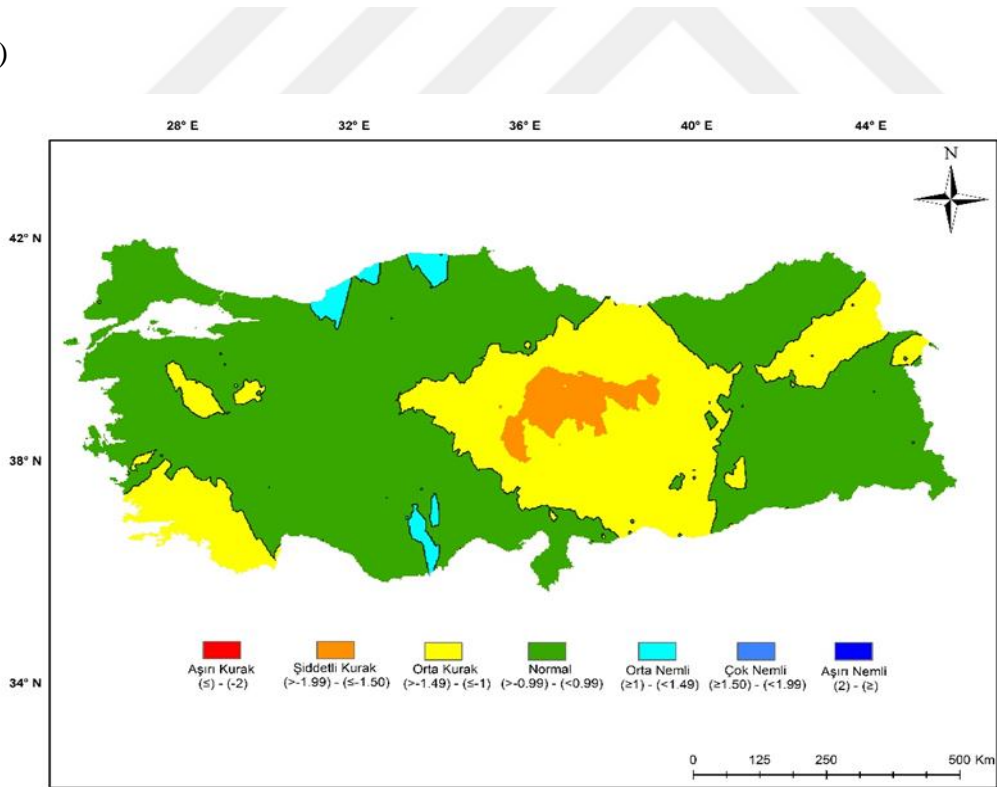 )
28° E 32° E 36° E 40° E 44° E
N
42° N
38° N
34° N
Aşırı Kurak Şiddetli Kurak Orta Kurak Normal Orta Nemli Çok Nemli Aşırı Nemli
(≤) - (-2) (>-1.99) - (≤-1.50) (>-1.49) - (≤-1) (>-0.99) - (<0.99) (≥1) - (<1.49) (≥1.50) - (<1.99) (2) - (≥)
0 125 250 500 Km